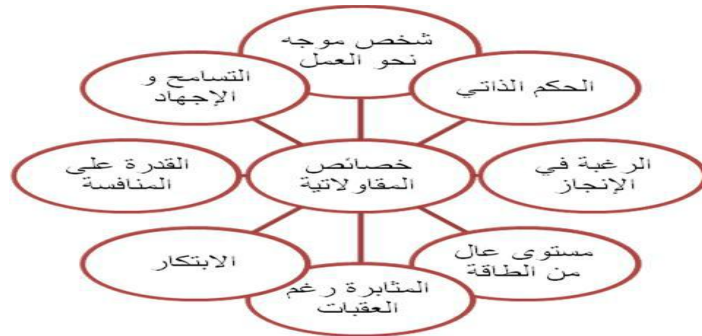 شخص موجه
نحو العمل
الحكم الذاتي
التسامح و
الإجهاد
الرغبة في
الإنجاز
خصائص
المقاولاتية
القدرة على
المنافسة
مستوى عال
من الطاقة
الابتكار
المثابرة رغم
العقبات